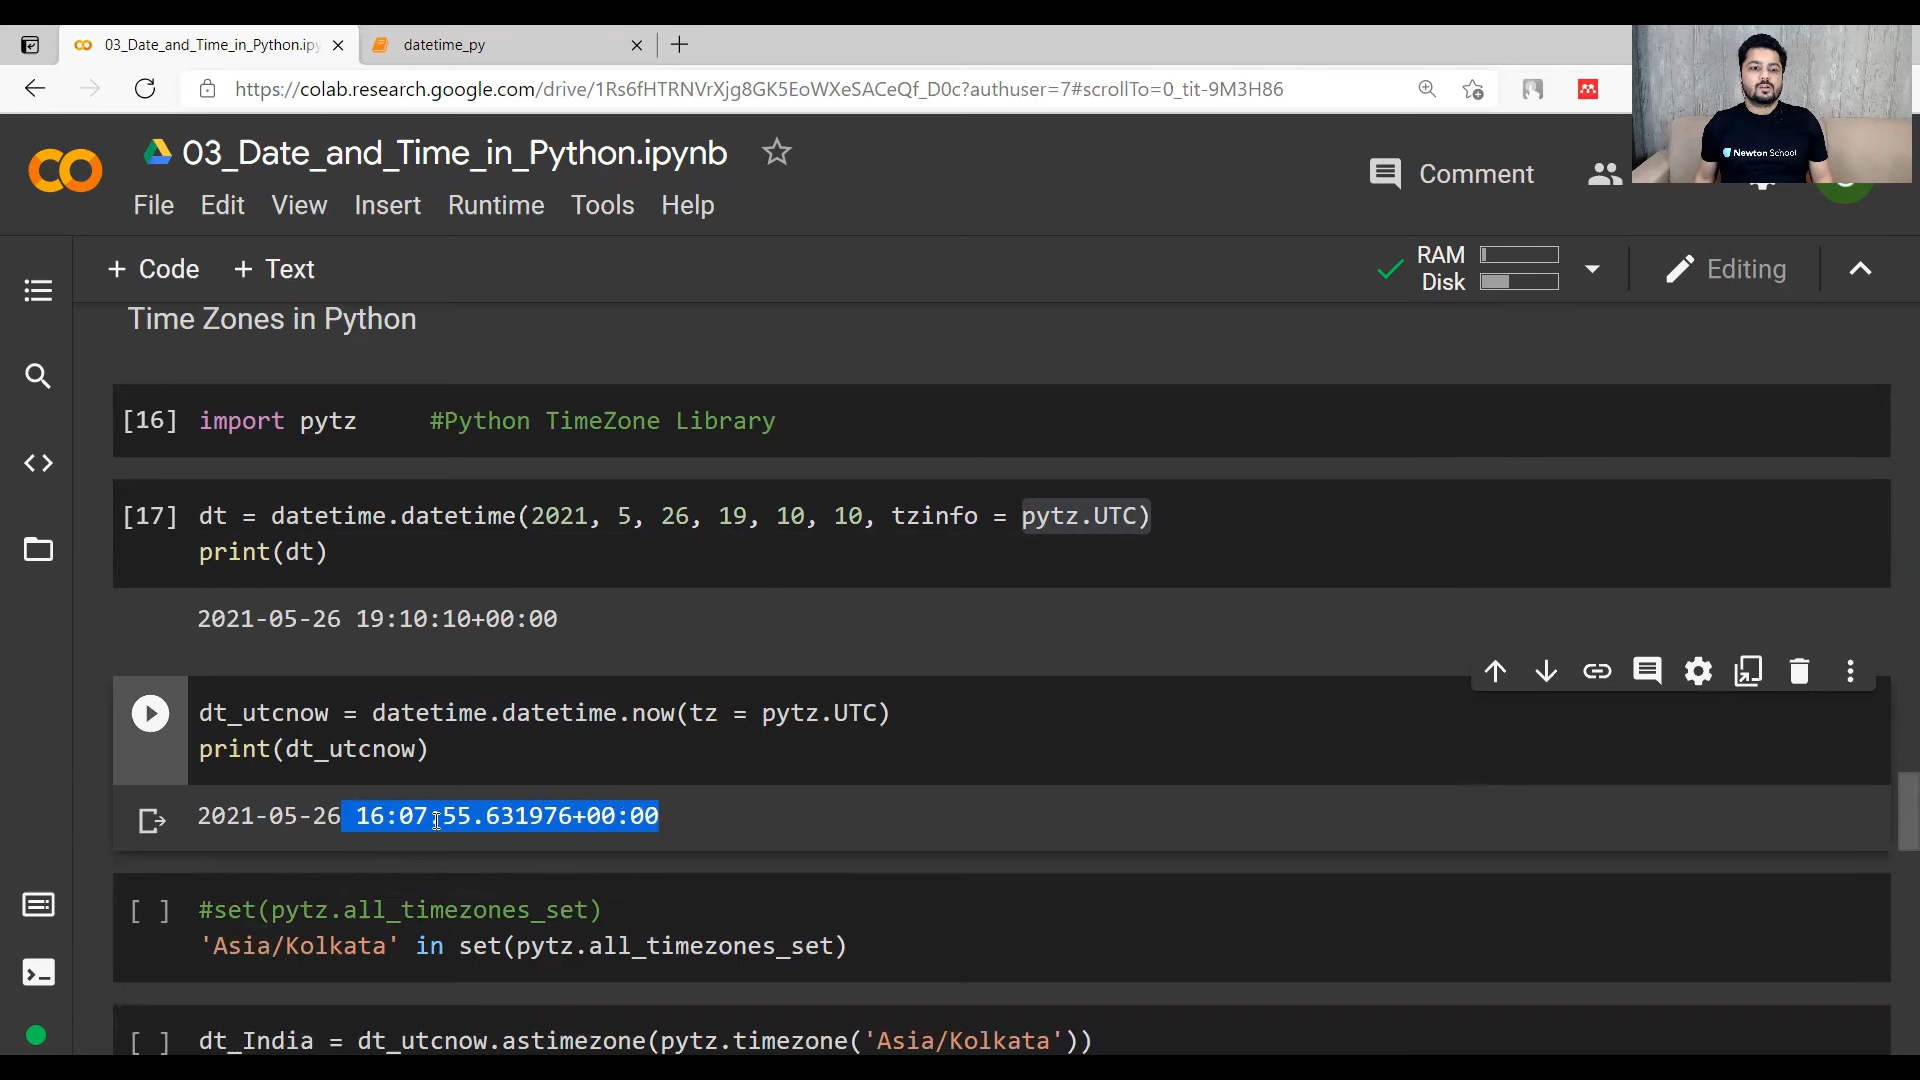 03_Date_and_Time_in_Python.ipy
datetime_py
https://colab.research.google.com/drive/1Rs6fHTRNVrXjg8GK5EoWXeSACeQf_D0c?authuser=7#scrollTo=0_tit-9M3H86
03_Date_and_Time_in_Python.ipynb
Comment
File Edit View Insert Runtime Tools Help
Newton School
+ Code + Text
RAM
Disk
Editing
Time Zones in Python
[16] import pytz #Python TimeZone Library
[17] dt = datetime.datetime(2021, 5, 26, 19, 10, 10, tzinfo = pytz.UTC)
print(dt)
2021-05-26 19:10:10+00:00
dt_utcnow = datetime.datetime.now(tz = pytz.UTC)
print(dt_utcnow)
2021-05-26 16:07:55.631976+00:00
[ ] #set(pytz.all_timezones_set)
'Asia/Kolkata' in set(pytz.all_timezones_set)
[ ] dt_India = dt_utcnow.astimezone(pytz.timezone('Asia/Kolkata'))